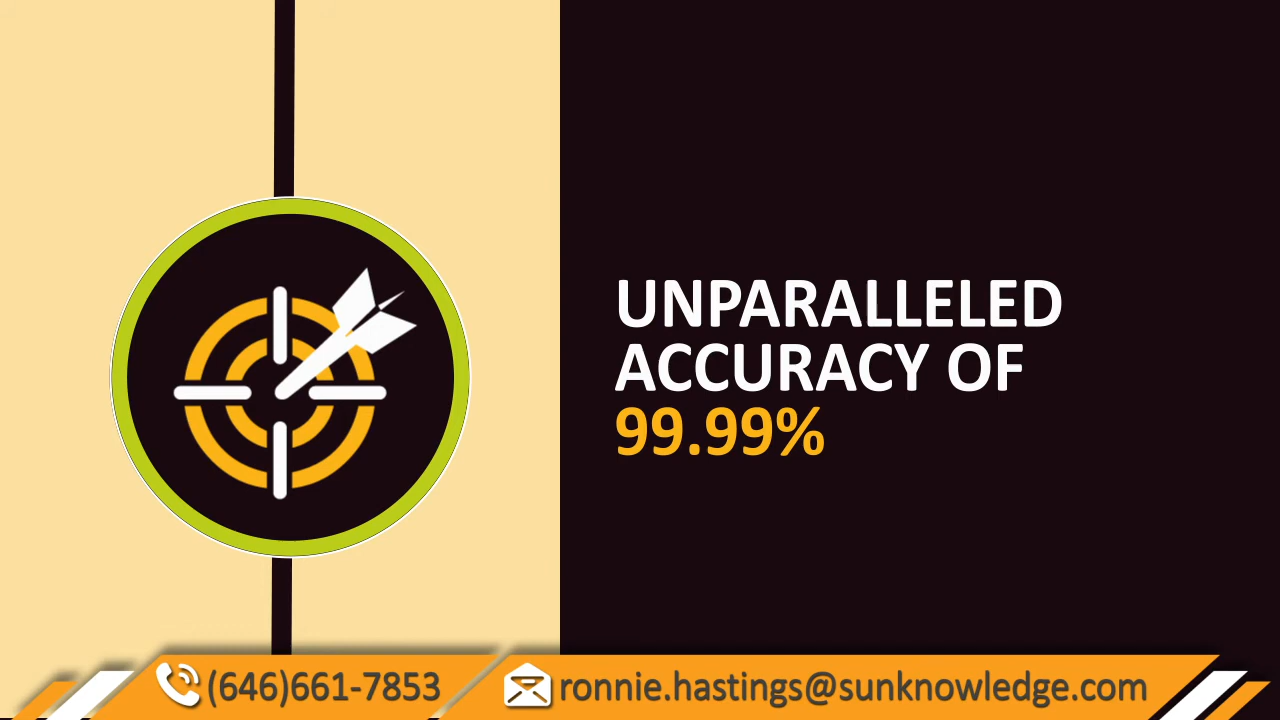 UNPARALLELED
ACCURACY OF
99.99%
(646)661-7853
ronnie.hastings@sunknowledge.com